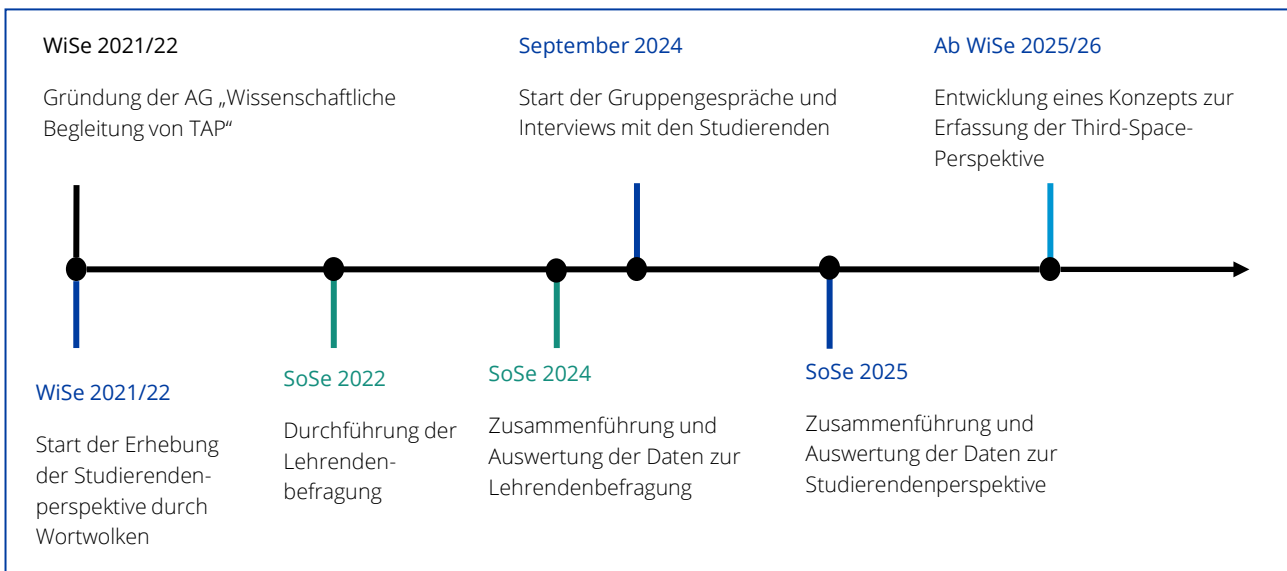 WiSe 2021/22
Gründung der AG „Wissenschaftliche
Begleitung von TAP“
September 2024
Start der Gruppengespräche und
Interviews mit den Studierenden
Ab WiSe 2025/26
Entwicklung eines Konzepts zur
Erfassung der Third-Space-
Perspektive
WiSe 2021/22
Start der Erhebung
der Studierenden-
perspektive durch
Wortwolken
SoSe 2022
Durchführung der
Lehrenden-
befragung
SoSe 2024
Zusammenführung und
Auswertung der Daten zur
Lehrendenbefragung
SoSe 2025
Zusammenführung und
Auswertung der Daten zur
Studierendenperspektive